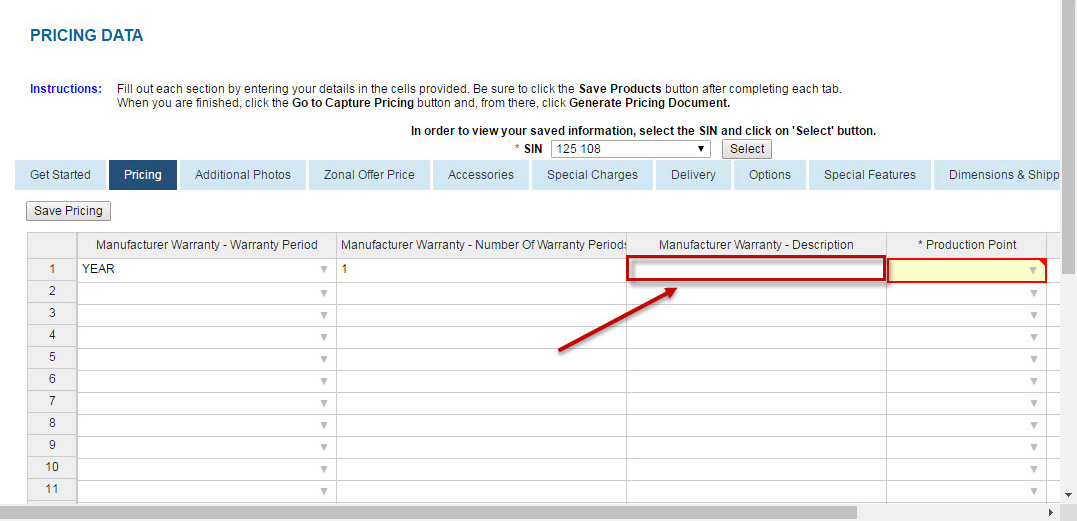 PRICING DATA
Instructions: Fill out each section by entering your details in the cells provided. Be sure to click the Save Products button after completing each tab.
When you are finished, click the Go to Capture Pricing button and, from there, click Generate Pricing Document.
In order to view your saved information, select the SIN and click on 'Select' button.
* SIN 125 108 Select
Get Started Pricing Additional Photos Zonal Offer Price Accessories Special Charges Delivery Options Special Features Dimensions & Shipp
Save Pricing
Manufacturer Warranty - Warranty Period Manufacturer Warranty - Number Of Warranty Periods Manufacturer Warranty - Description * Production Point
1 YEAR 1
2
3
4
5
6
7
8
9
10
11